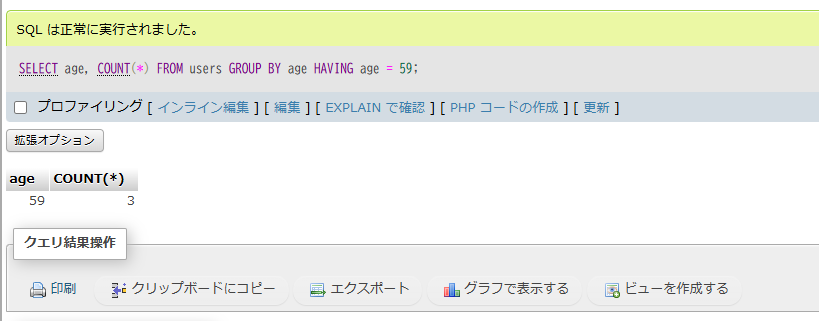 SQL は正常に実行されました。
SELECT age, COUNT(*) FROM users GROUP BY age HAVING age = 59;
プロファイリング [ インライン編集 ] [ 編集 ] [ EXPLAIN で確認 ] [ PHP コードの作成 ] [ 更新 ]
拡張オプション
age COUNT(*)
59 3
クエリ結果操作
印刷 クリップボードにコピー エクスポート グラフで表示する ビューを作成する